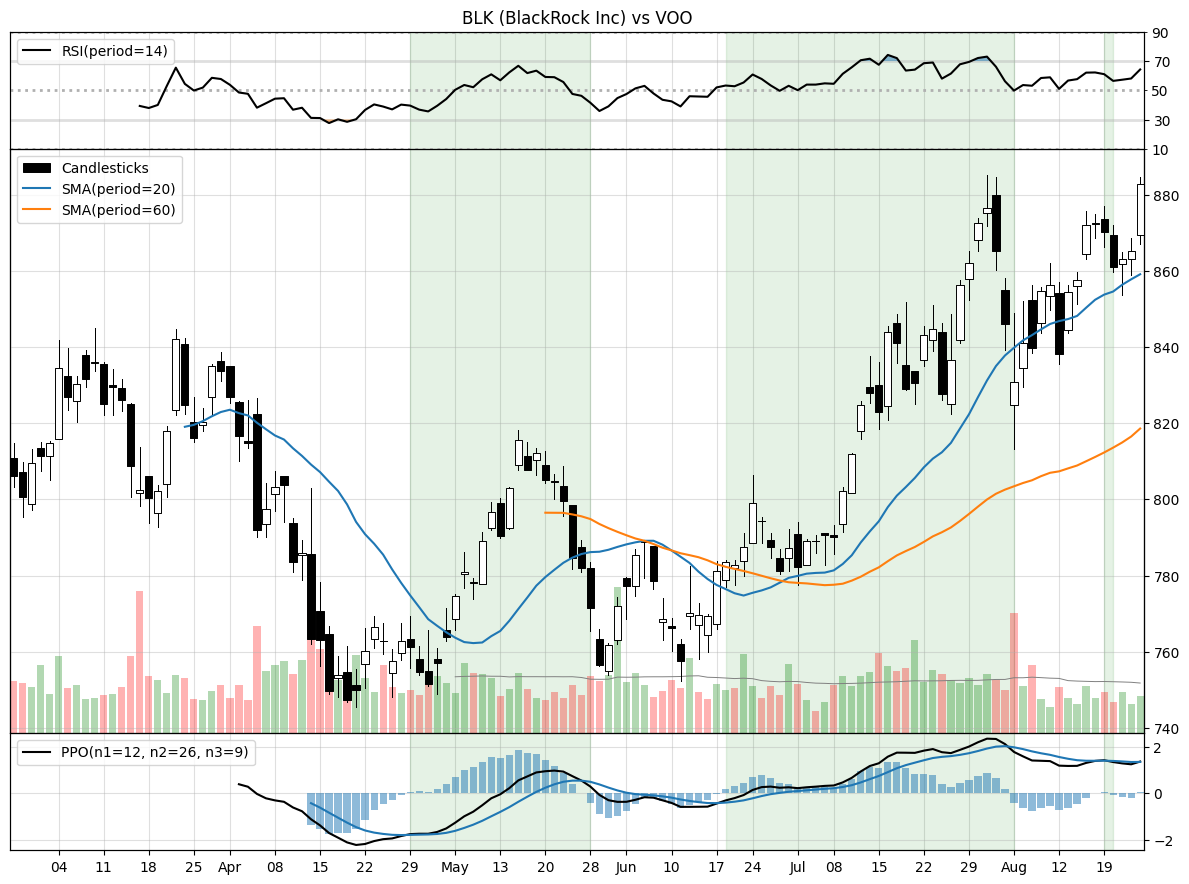 BLK (BlackRock Inc) vs VOO
RSI(period=14)
90
70
50
30
10
Candlesticks
SMA(period=20)
SMA(period=60)
880
860
840
820
800
780
760
740
PPO(n1=12, n2=26, n3=9)
2
0
−2
04 11 18 25 Apr 08 15 22 29 May 13 20 28 Jun 10 17 24 Jul 08 15 22 29 Aug 12 19